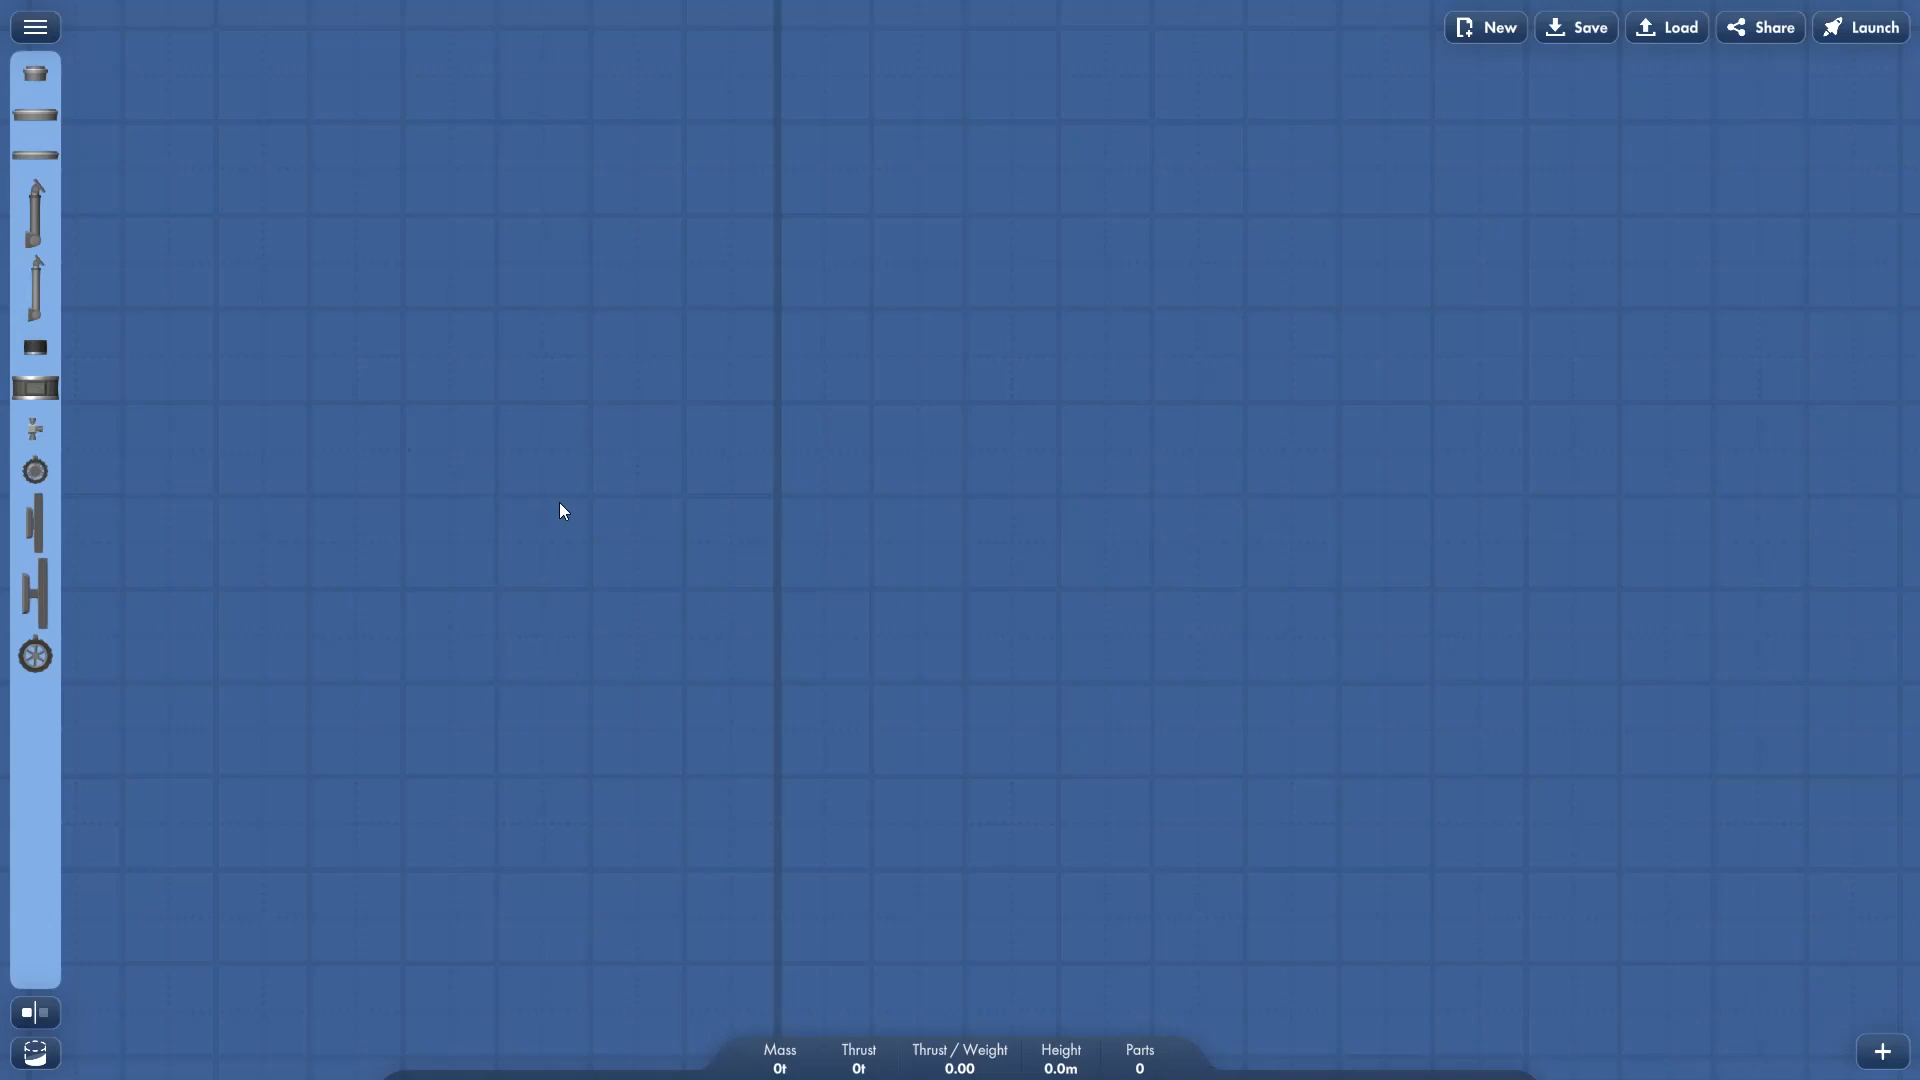 New
Save
Load
Share
Launch
Mass
0t
Thrust
0t
Thrust / Weight
0.00
Height
0.0m
Parts
0